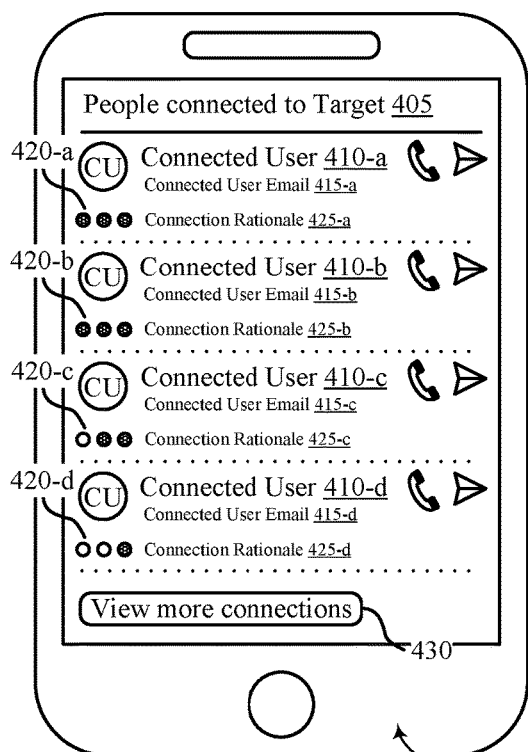 People connected to Target 405
420-a
CU
Connected User 410-a
Connected User Email 415-a
Connection Rationale 425-a
420-b
CU
Connected User 410-b
Connected User Email 415-b
Connection Rationale 425-b
420-c
CU
Connected User 410-c
Connected User Email 415-c
Connection Rationale 425-c
420-d
CU
Connected User 410-d
Connected User Email 415-d
Connection Rationale 425-d
View more connections
430